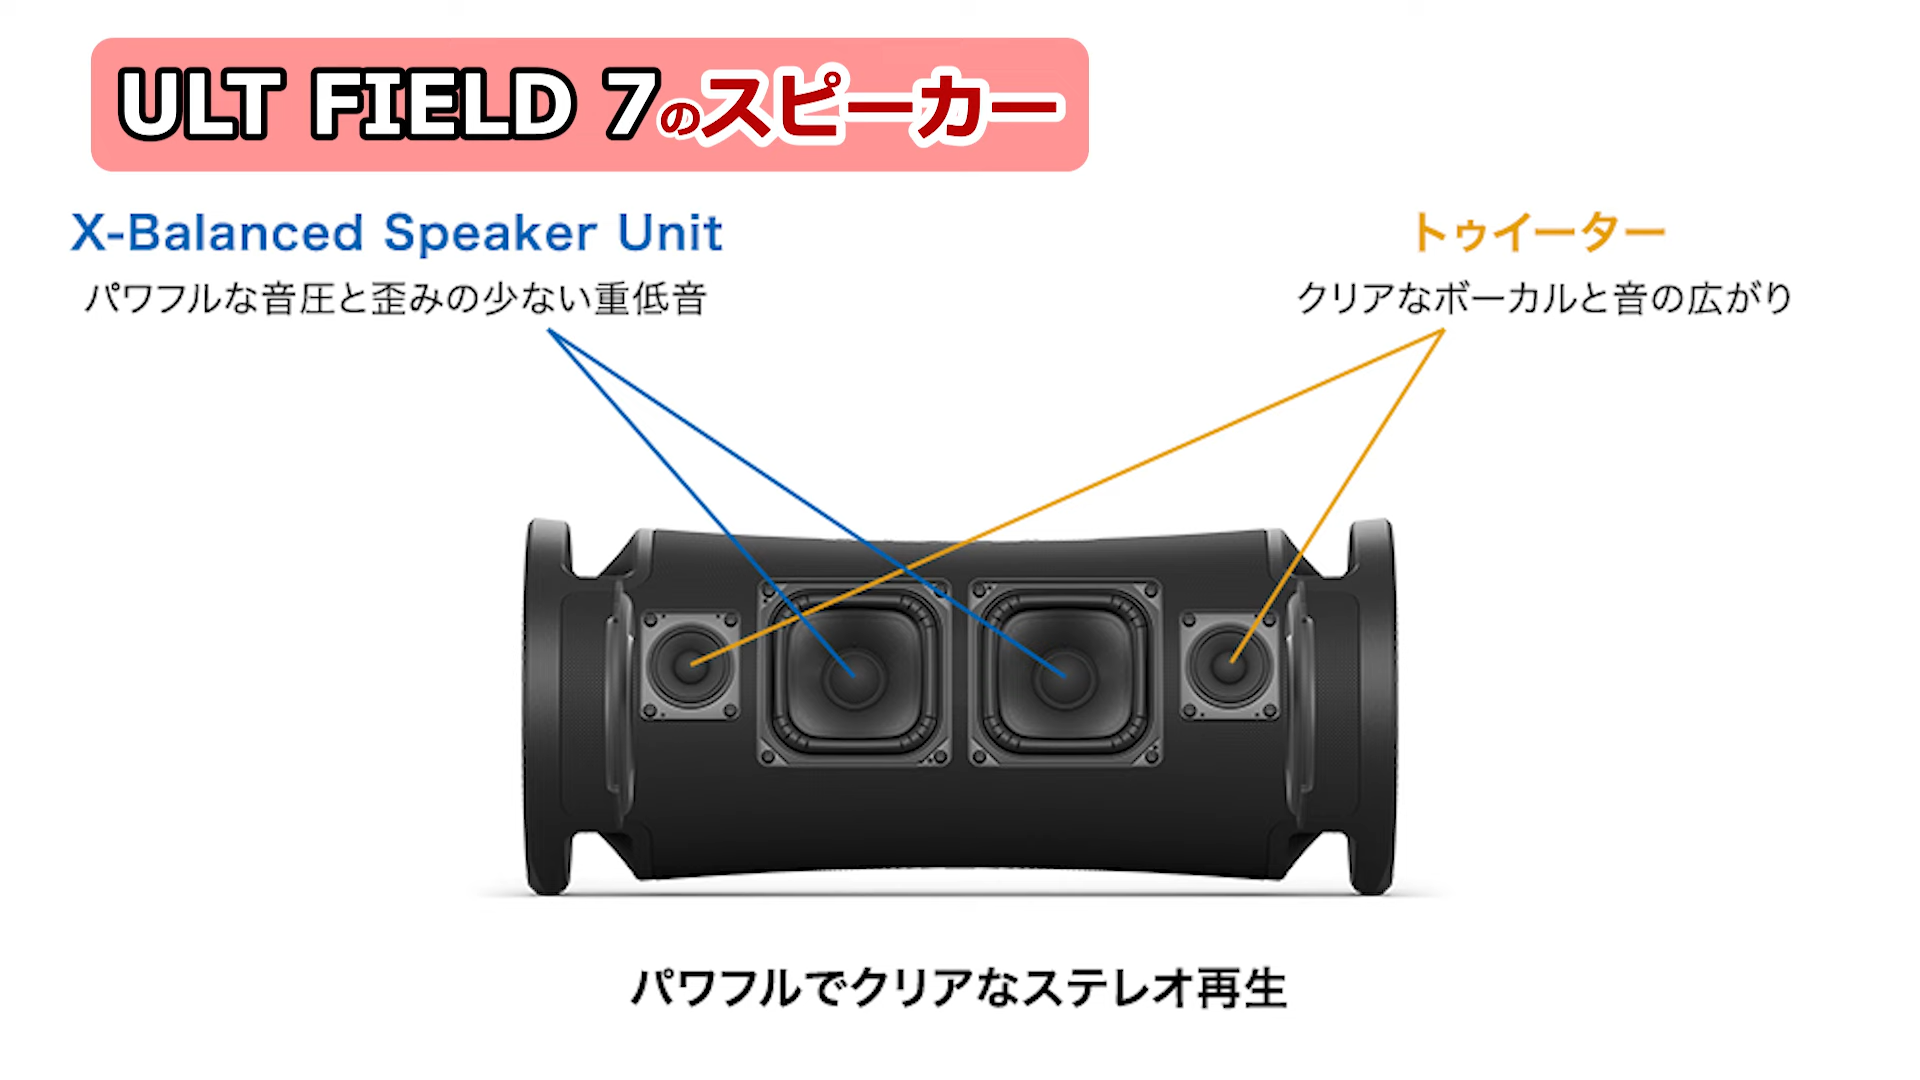 ULT FIELD 7のスピーカー
X-Balanced Speaker Unit
パワフルな音圧と歪みの少ない重低音
トゥイーター
クリアなボーカルと音の広がり
パワフルでクリアなステレオ再生